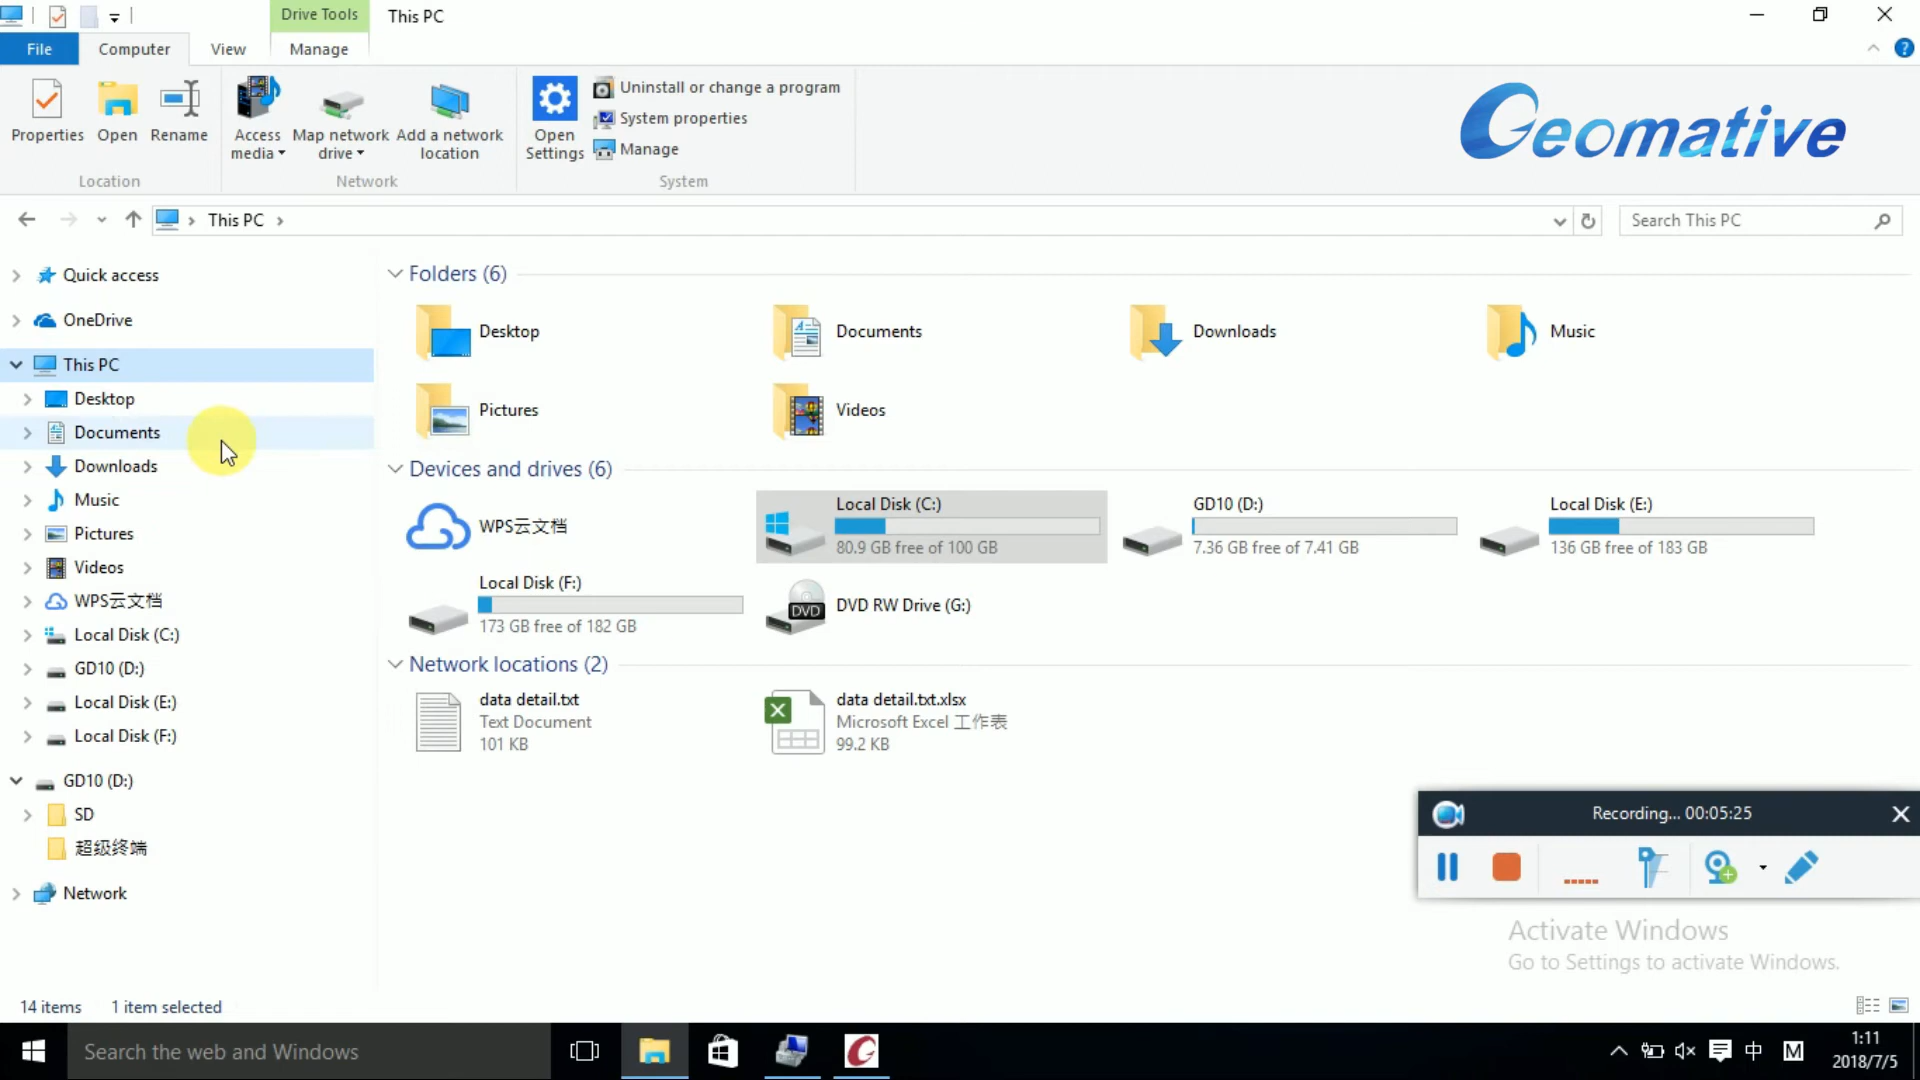 Drive Tools
This PC
File
Computer
View
Manage
Properties
Open
Rename
Access media
Map network drive
Add a network location
Open Settings
Uninstall or change a program
System properties
Manage
Location
Network
System
Geomative
This PC
Search This PC
Quick access
OneDrive
This PC
Desktop
Documents
Downloads
Music
Pictures
Videos
WPS云文档
Local Disk (C:)
GD10 (D:)
Local Disk (E:)
Local Disk (F:)
GD10 (D:)
SD
超级终端
Network
Folders (6)
Desktop
Documents
Downloads
Music
Pictures
Videos
Devices and drives (6)
WPS云文档
Local Disk (C:)
80.9 GB free of 100 GB
GD10 (D:)
7.36 GB free of 7.41 GB
Local Disk (E:)
136 GB free of 183 GB
Local Disk (F:)
173 GB free of 182 GB
DVD
DVD RW Drive (G:)
Network locations (2)
data detail.txt
Text Document
101 KB
data detail.txt.xlsx
Microsoft Excel 工作表
99.2 KB
Recording... 00:05:25
Activate Windows
Go to Settings to activate Windows.
14 items
1 item selected
Search the web and Windows
中
M
1:11
2018/7/5